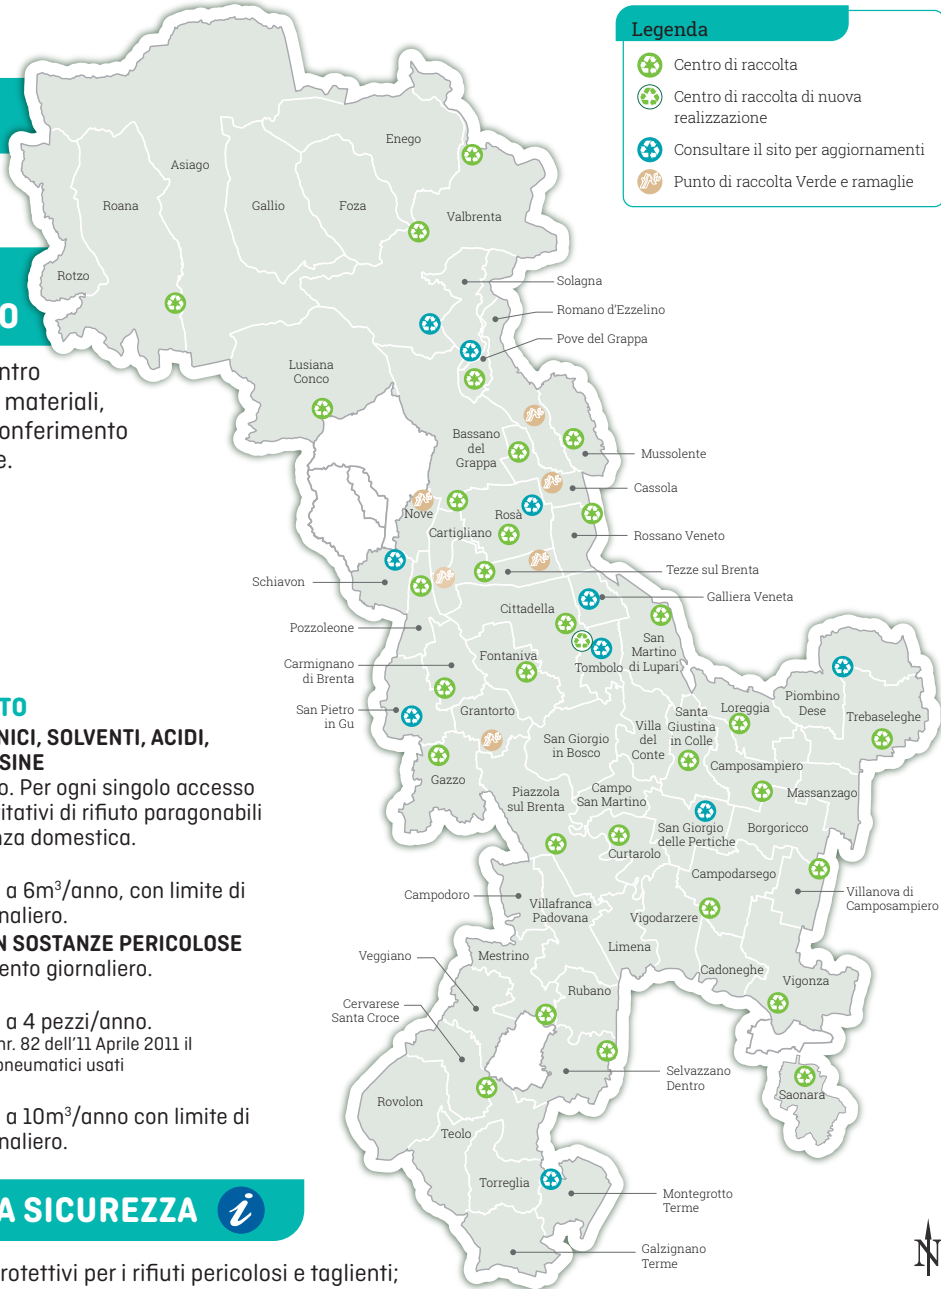 Legenda
Centro di raccolta
Centro di raccolta di nuova
realizzazione
Consultare il sito per aggiornamenti
Punto di raccolta Verde e ramaglie
Enego
Asiago
Roana
Gallio
Foza
Valbrenta
Rotzo
Solagna
Romano d'Ezzelino
Pove del Grappa
Lusiana
Conco
Bassano
del
Grappa
Mussolente
Cassola
Nove
Rosà
Cartigliano
Rossano Veneto
Tezze sul Brenta
Schiavon
Galliera Veneta
Cittadella
Pozzoleone
San
Martino
di Lupari
Fontaniva
Tombolo
Carmignano
di Brenta
San Pietro
in Gu
Grantorto
Piombino
Dese
Loreggia
Trebaseleghe
Santa
Giustina
in Colle
Villa
del
Conte
San Giorgio
in Bosco
Camposampiero
Gazzo
Piazzola
sul Brenta
Campo
San Martino
Massanzago
San Giorgio
delle Pertiche
Borgoricco
Curtarolo
Campodarsego
Campodoro
Villanova di
Camposampiero
Villafranca
Padovana
Vigodarzere
Limena
Veggiano
Mestrino
Cadoneghe
Vigonza
Rubano
Cervarese
Santa Croce
Selvazzano
Dentro
Saonara
Rovolon
Teolo
Torreglia
Montegrotto
Terme
Galzignano
Terme
N
O
ntro
materiali,
onferimento
e.
TO
NICI, SOLVENTI, ACIDI,
SINE
o. Per ogni singolo accesso
itativi di rifiuto paragonabili
nza domestica.
a 6m³/anno, con limite di
naliero.
N SOSTANZE PERICOLOSE
ento giornaliero.
a 4 pezzi/anno.
nr. 82 dell'11 Aprile 2011 il
pneumatici usati
a 10m³/anno con limite di
naliero.
A SICUREZZA i
rotettivi per i rifiuti pericolosi e taglienti;